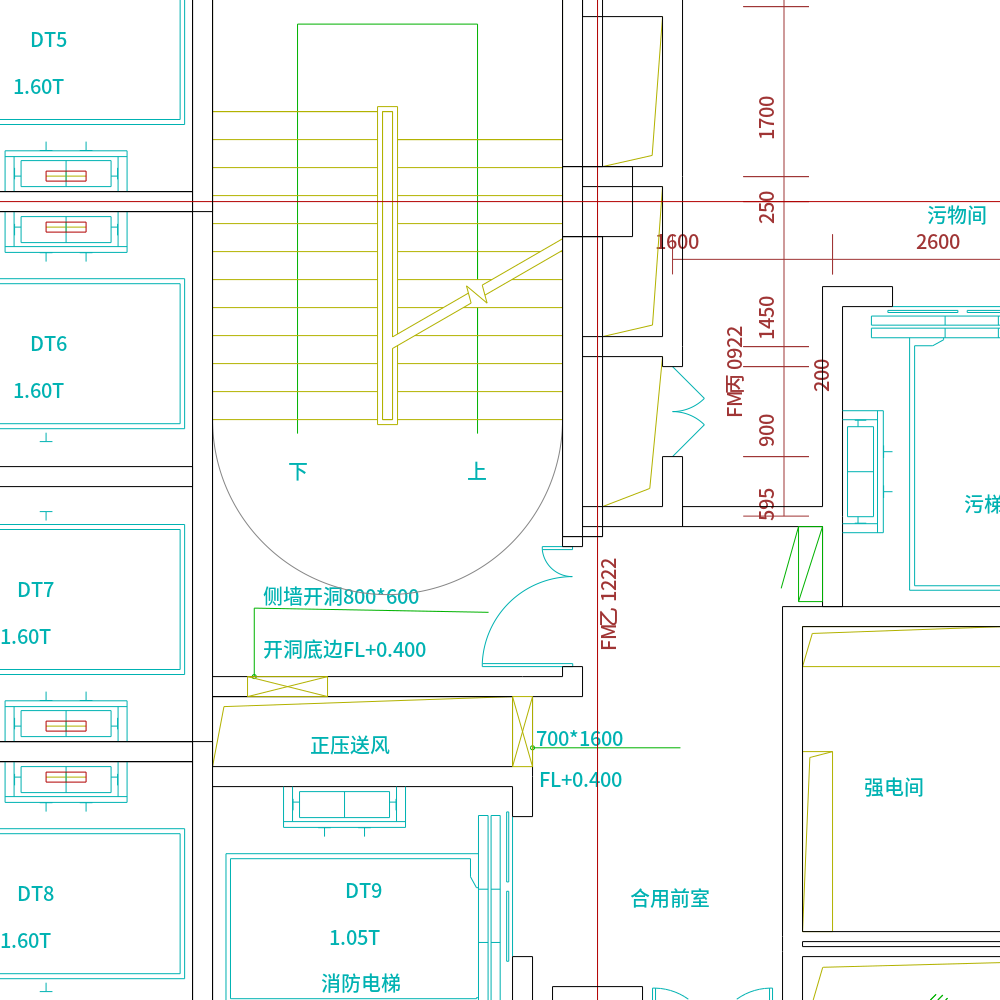 DT5
1.60T
1700
250
污物间
1600
2600
DT6
1.60T
1450
FM丙 0922
200
900
下
上
595
污梯
DT7
1.60T
侧墙开洞800*600
开洞底边FL+0.400
FM乙 1222
正压送风
700*1600
FL+0.400
强电间
DT8
1.60T
DT9
1.05T
消防电梯
合用前室